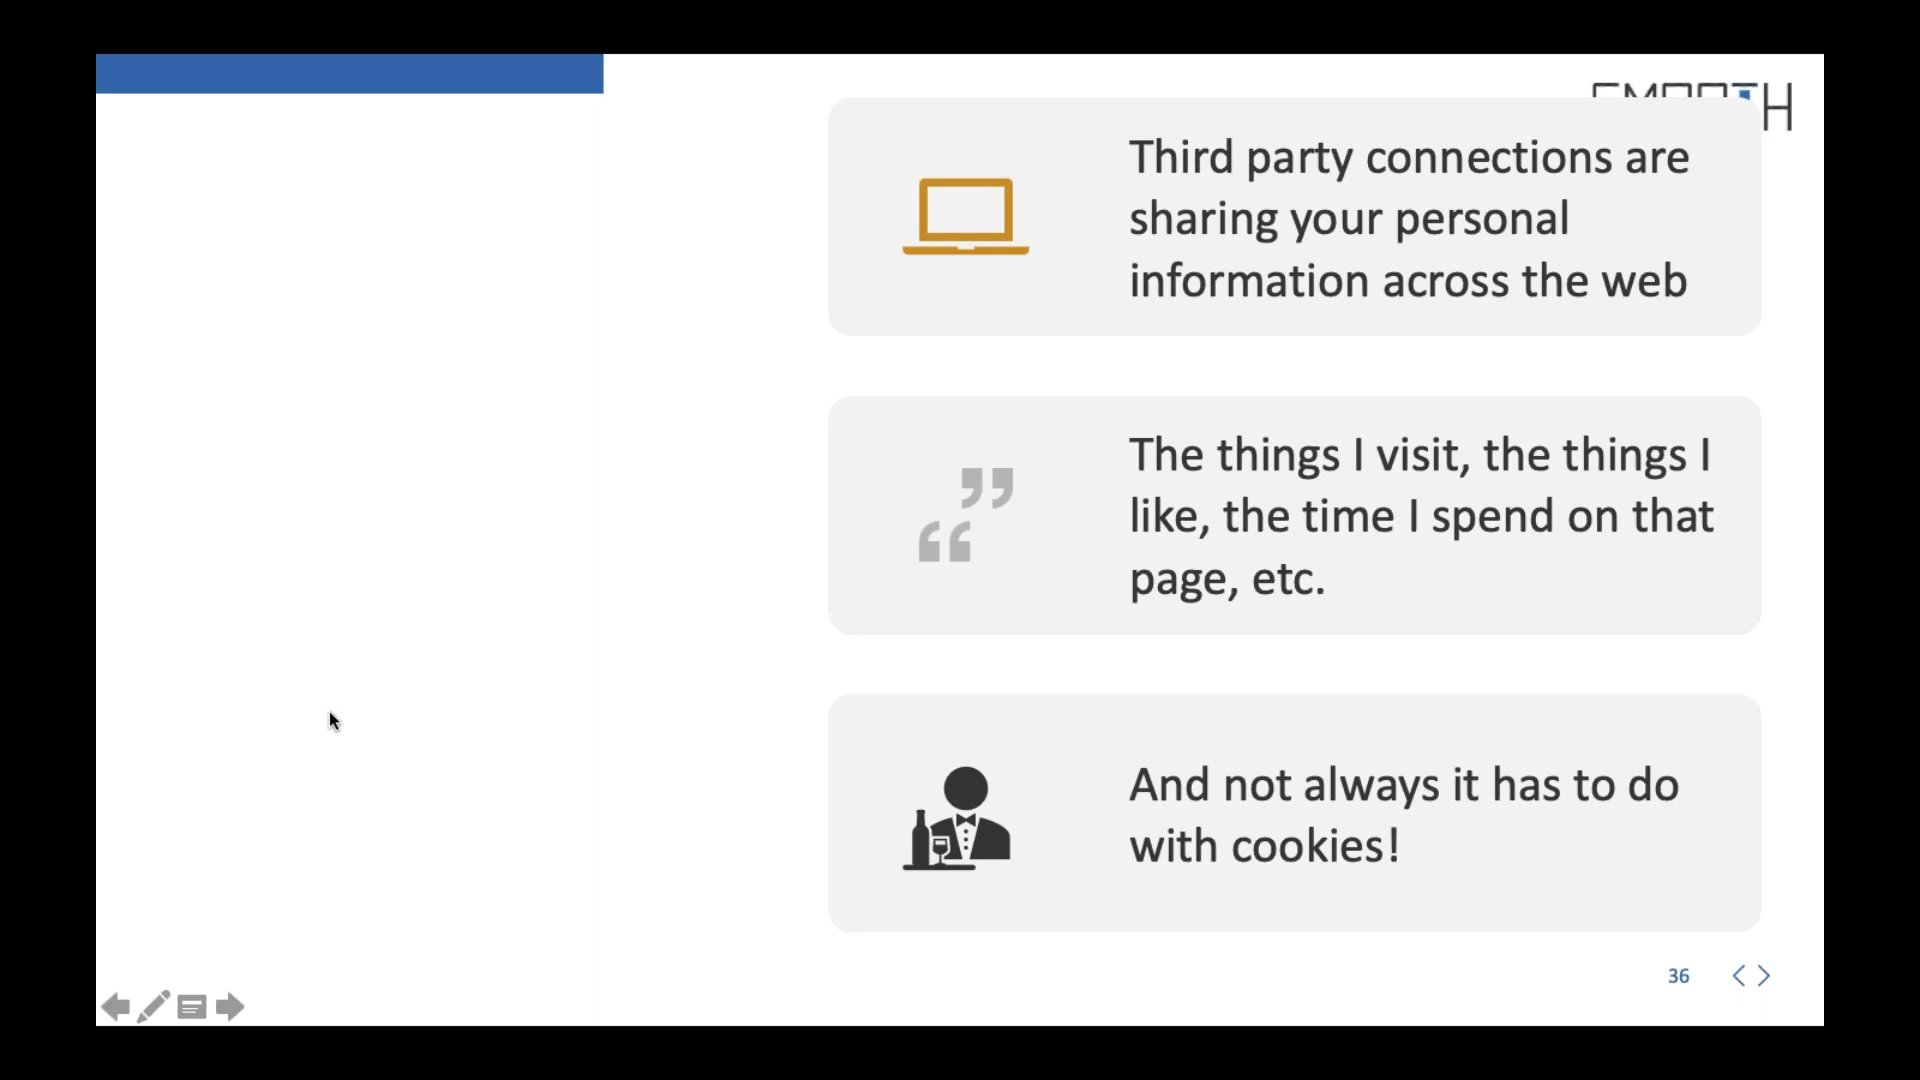 Third party connections are
sharing your personal
information across the web
The things I visit, the things I
like, the time I spend on that
page, etc.
And not always it has to do
with cookies!
36